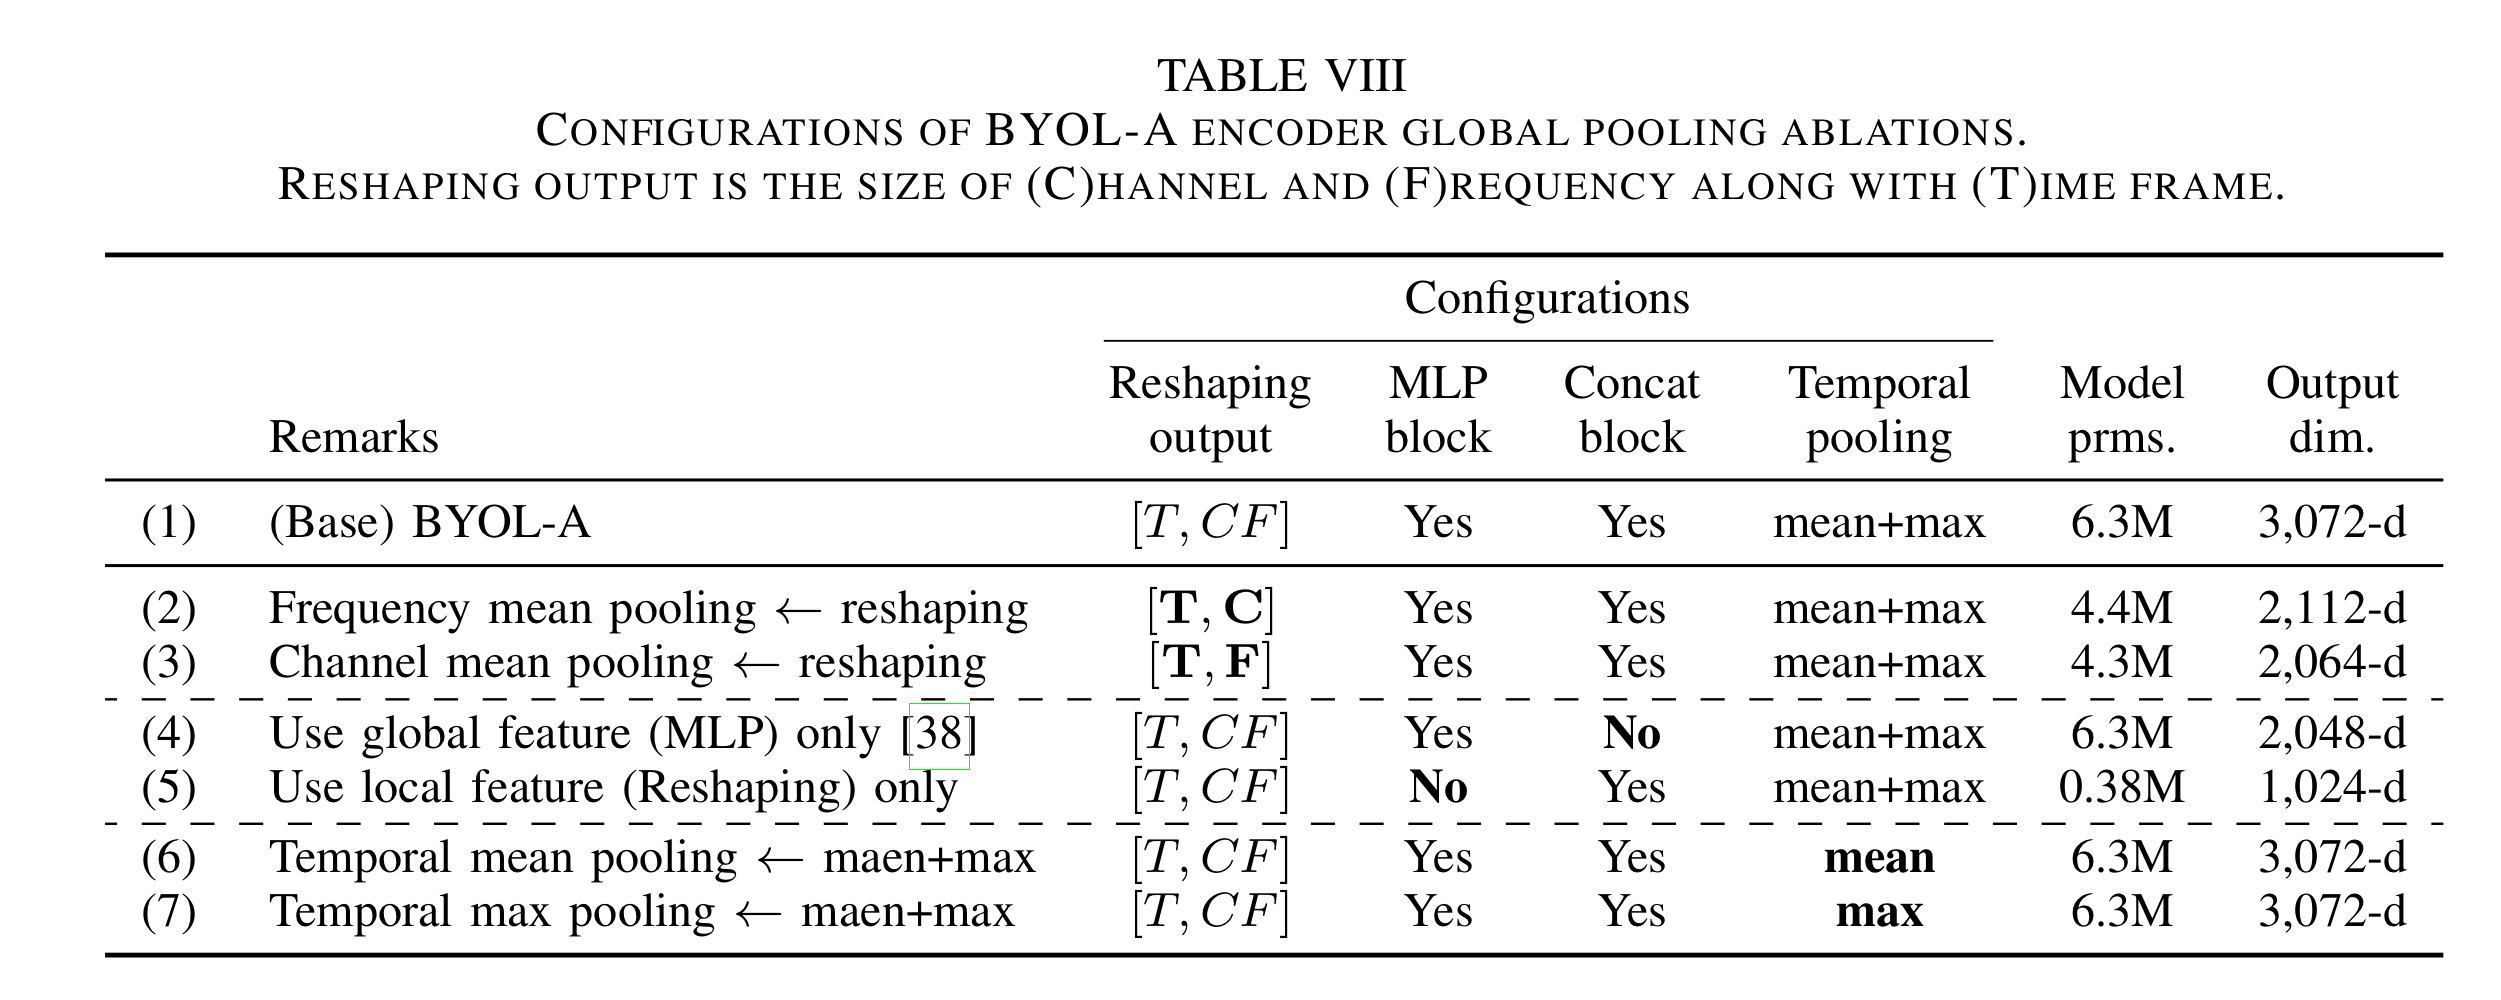 TABLE VIII
CONFIGURATIONS OF BYOL-A ENCODER GLOBAL POOLING ABLATIONS.
RESHAPING OUTPUT IS THE SIZE OF (C)HANNEL AND (F)REQUENCY ALONG WITH (T)IME FRAME.
Configurations
Reshaping MLP Concat Temporal Model Output
Remarks output block block pooling prms. dim.
(1) (Base) BYOL-A [T, CF] Yes Yes mean+max 6.3M 3,072-d
(2) Frequency mean pooling ← reshaping [T, C] Yes Yes mean+max 4.4M 2,112-d
(3) Channel mean pooling ← reshaping [T, F] Yes Yes mean+max 4.3M 2,064-d
(4) Use global feature (MLP) only [38] [T, CF] Yes No mean+max 6.3M 2,048-d
(5) Use local feature (Reshaping) only [T, CF] No Yes mean+max 0.38M 1,024-d
(6) Temporal mean pooling ← maen+max [T, CF] Yes Yes mean 6.3M 3,072-d
(7) Temporal max pooling ← maen+max [T, CF] Yes Yes max 6.3M 3,072-d